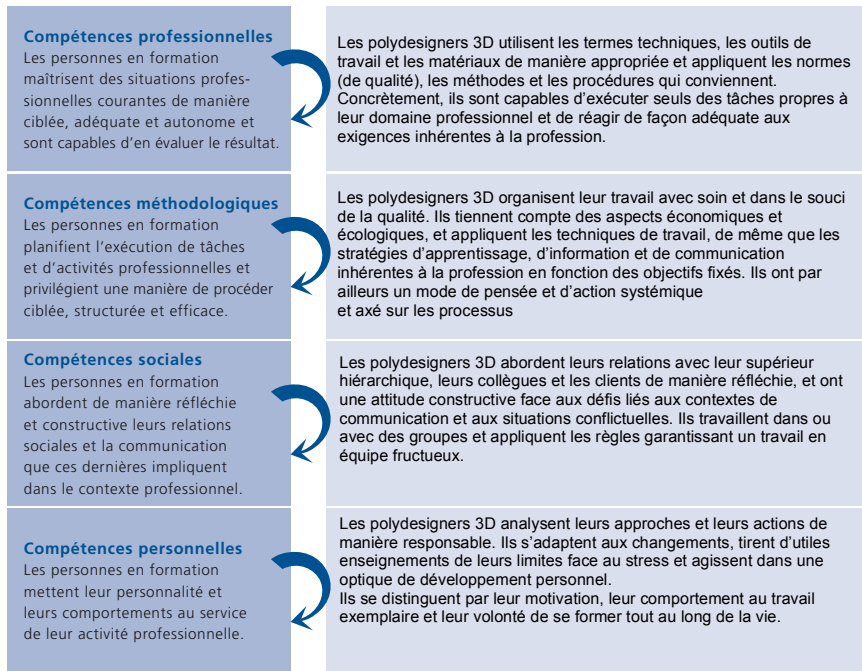 Compétences professionnelles
Les personnes en formation
maîtrisent des situations profes-
sionnelles courantes de manière
ciblée, adéquate et autonome et
sont capables d'en évaluer le résultat.
Les polydesigners 3D utilisent les termes techniques, les outils de
travail et les matériaux de manière appropriée et appliquent les normes
(de qualité), les méthodes et les procédures qui conviennent.
Concrètement, ils sont capables d'exécuter seuls des tâches propres à
leur domaine professionnel et de réagir de façon adéquate aux
exigences inhérentes à la profession.
Compétences méthodologiques
Les personnes en formation
planifient l'exécution de tâches
et d'activités professionnelles et
privilégient une manière de procéder
ciblée, structurée et efficace.
Les polydesigners 3D organisent leur travail avec soin et dans le souci
de la qualité. Ils tiennent compte des aspects économiques et
écologiques, et appliquent les techniques de travail, de même que les
stratégies d'apprentissage, d'information et de communication
inhérentes à la profession en fonction des objectifs fixés. Ils ont par
ailleurs un mode de pensée et d'action systémique
et axé sur les processus
Compétences sociales
Les personnes en formation
abordent de manière réfléchie
et constructive leurs relations
sociales et la communication
que ces dernières impliquent
dans le contexte professionnel.
Les polydesigners 3D abordent leurs relations avec leur supérieur
hiérarchique, leurs collègues et les clients de manière réfléchie, et ont
une attitude constructive face aux défis liés aux contextes de
communication et aux situations conflictuelles. Ils travaillent dans ou
avec des groupes et appliquent les règles garantissant un travail en
équipe fructueux.
Compétences personnelles
Les personnes en formation
mettent leur personnalité et
leurs comportements au service
de leur activité professionnelle.
Les polydesigners 3D analysent leurs approches et leurs actions de
manière responsable. Ils s'adaptent aux changements, tirent d'utiles
enseignements de leurs limites face au stress et agissent dans une
optique de développement personnel.
Ils se distinguent par leur motivation, leur comportement au travail
exemplaire et leur volonté de se former tout au long de la vie.